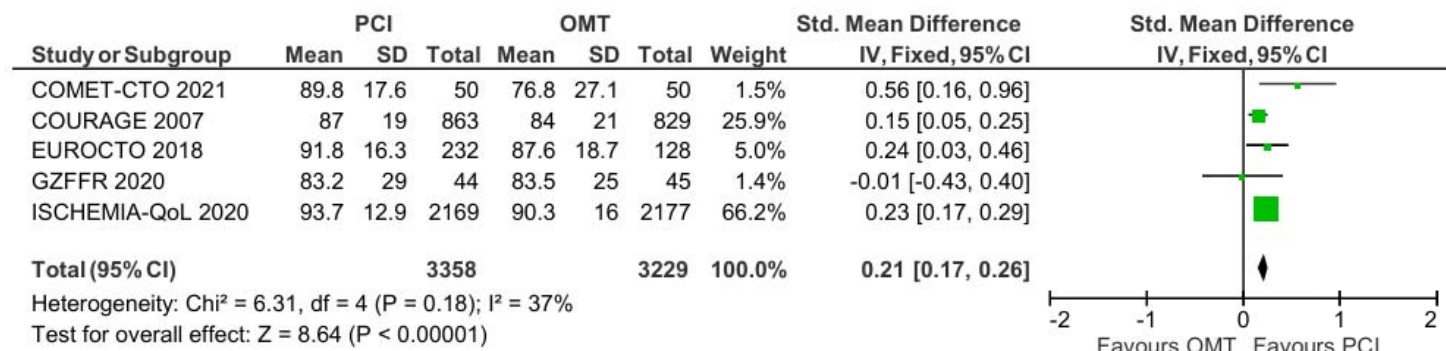 PCI OMT Std. Mean Difference Std. Mean Difference
Study or Subgroup Mean SD Total Mean SD Total Weight IV, Fixed, 95% CI IV, Fixed, 95% CI
COMET-CTO 2021 89.8 17.6 50 76.8 27.1 50 1.5% 0.56 [0.16, 0.96]
COURAGE 2007 87 19 863 84 21 829 25.9% 0.15 [0.05, 0.25]
EUROCTO 2018 91.8 16.3 232 87.6 18.7 128 5.0% 0.24 [0.03, 0.46]
GZFFR 2020 83.2 29 44 83.5 25 45 1.4% -0.01 [-0.43, 0.40]
ISCHEMIA-QoL 2020 93.7 12.9 2169 90.3 16 2177 66.2% 0.23 [0.17, 0.29]
Total (95% CI) 3358 3229 100.0% 0.21 [0.17, 0.26]
Heterogeneity: Chi² = 6.31, df = 4 (P = 0.18); I² = 37%
Test for overall effect: Z = 8.64 (P < 0.00001)
-2 -1 0 1 2
Favours OMT Favours PCI